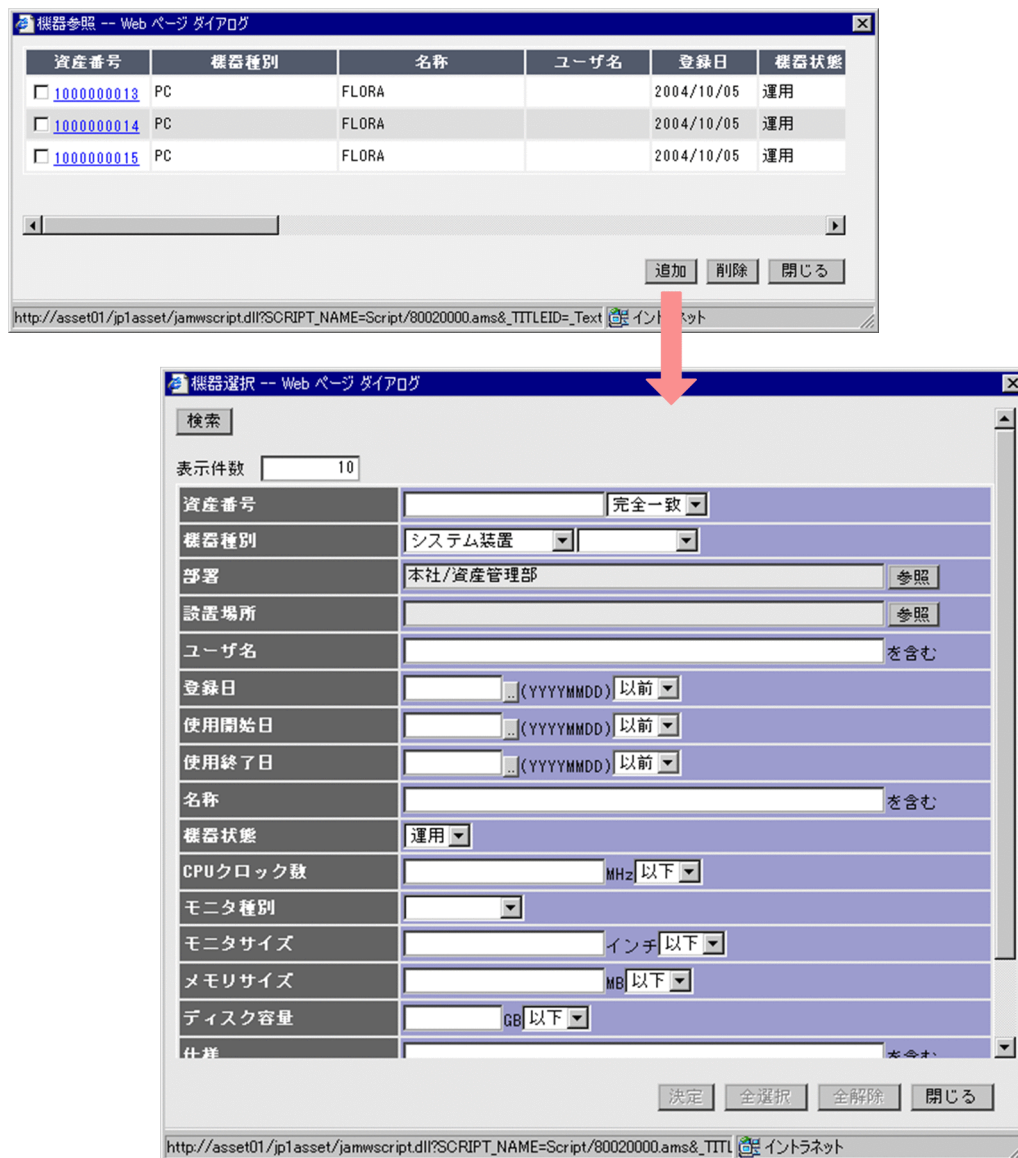 機器参照 -- Web ページ ダイアログ
資産番号 機器種別 名称 ユーザ名 登録日 機器状態
1000000013 PC FLORA 2004/10/05 運用
1000000014 PC FLORA 2004/10/05 運用
1000000015 PC FLORA 2004/10/05 運用
追加 削除 閉じる
http://asset01/jp1asset/jamwscript.dll?SCRIPT_NAME=Script/80020000.ams&_TITLEID=_Text イントラネット
機器選択 -- Web ページ ダイアログ
検索
表示件数 10
資産番号 完全一致
機器種別 システム装置
部署 本社/資産管理部 参照
設置場所 参照
ユーザ名 を含む
登録日 .. (YYYYMMDD) 以前
使用開始日 .. (YYYYMMDD) 以前
使用終了日 .. (YYYYMMDD) 以前
名称 を含む
機器状態 運用
CPUクロック数 MHz 以下
モニタ種別
モニタサイズ インチ 以下
メモリサイズ MB 以下
ディスク容量 GB 以下
仕様 を含む
決定 全選択 全解除 閉じる
http://asset01/jp1asset/jamwscript.dll?SCRIPT_NAME=Script/80020000.ams&_TITL イントラネット